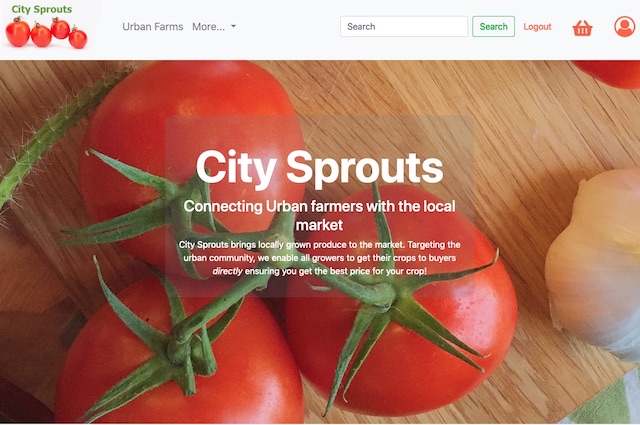 City Sprouts
Urban Farms
More...
Search
Search
Logout
City Sprouts
Connecting Urban farmers with the local
market
City Sprouts brings locally grown produce to the market. Targeting the
urban community, we enable all growers to get their crops to buyers
directly ensuring you get the best price for your crop!